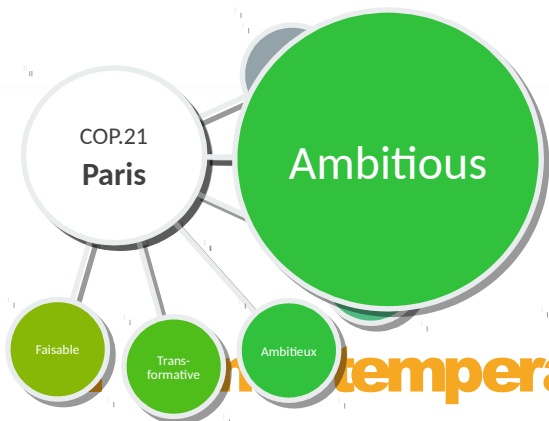 COP.21
Paris
Ambitious
Faisable
Trans-
formative
Ambitieux